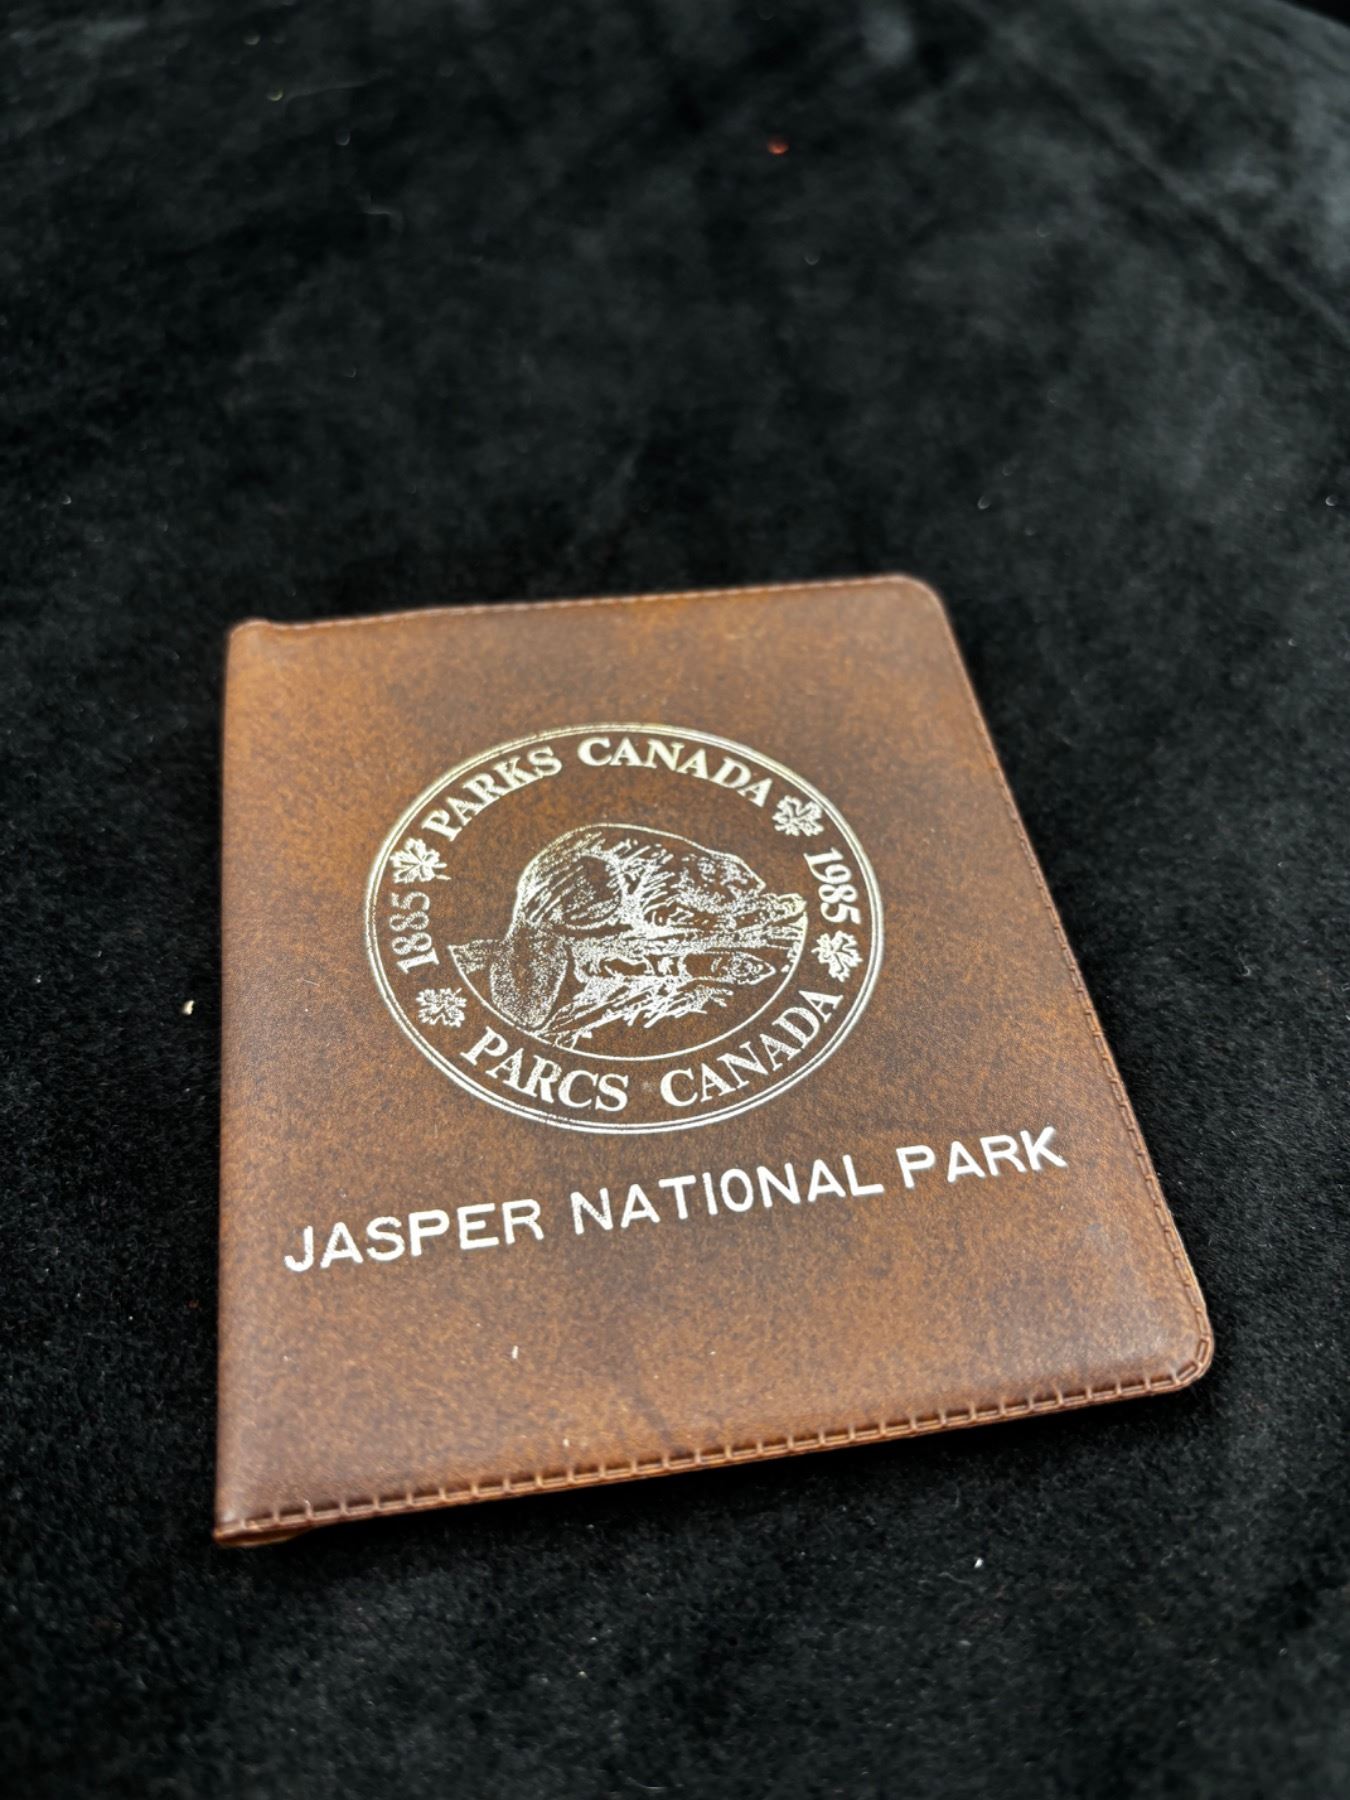 PARKS CANADA
1885
1985
PARCS CANADA
JASPER NATIONAL PARK